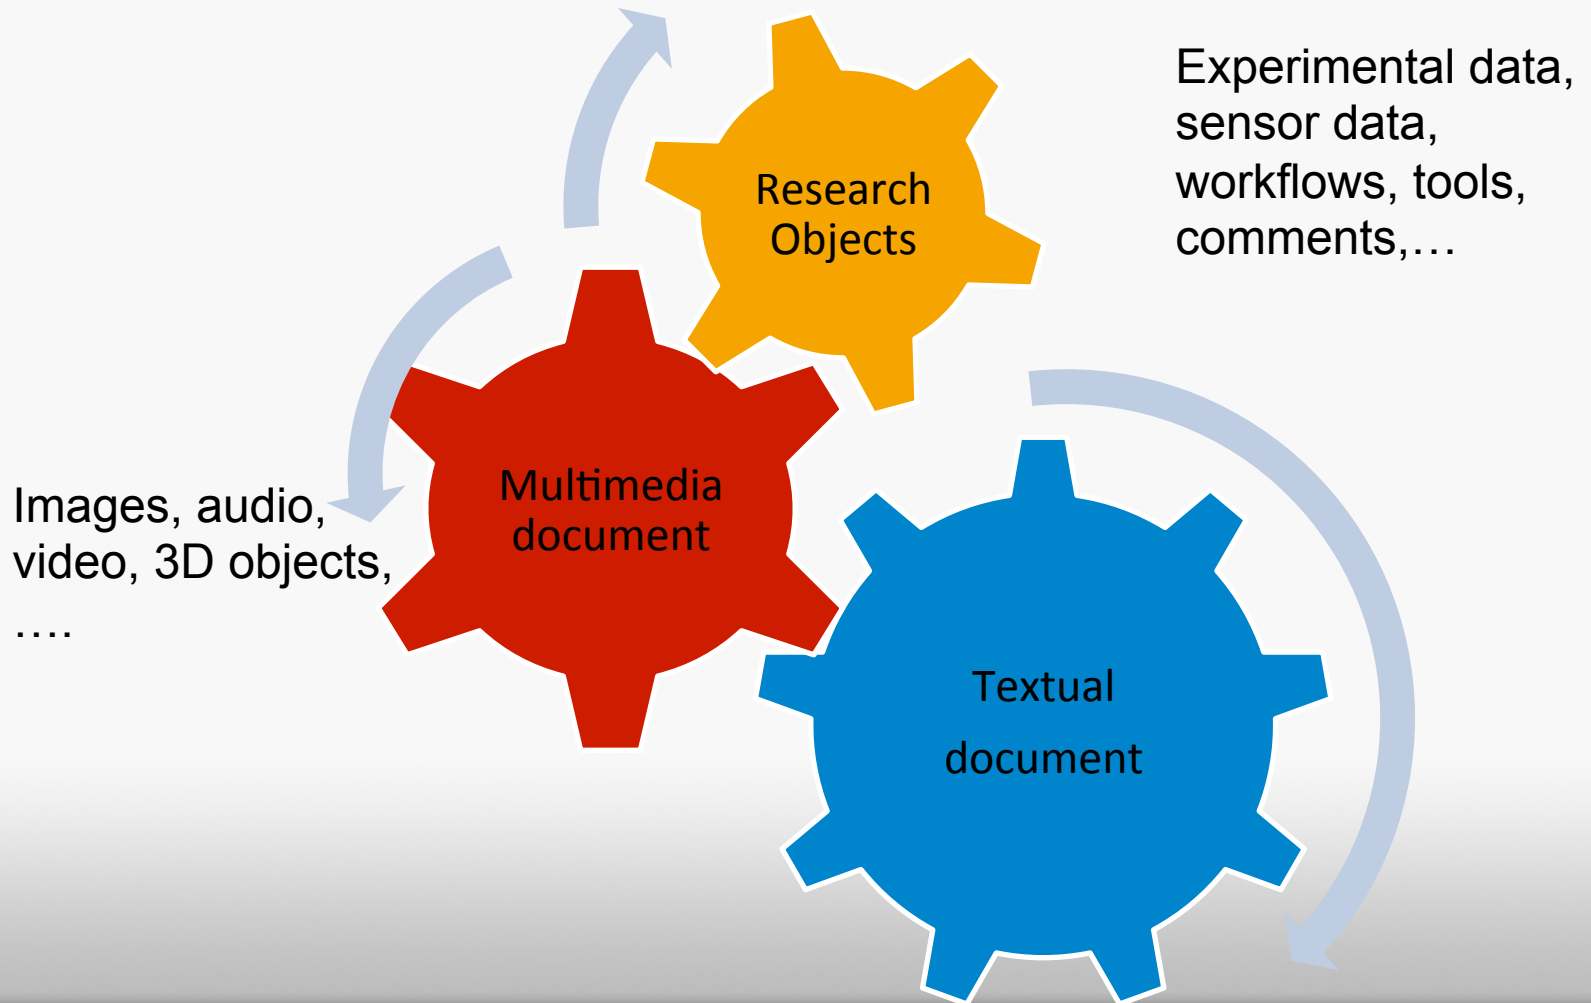 Experimental data,
sensor data,
workflows, tools,
comments,…
Research
Objects
Multimedia
document
Images, audio,
video, 3D objects,
….
Textual
document